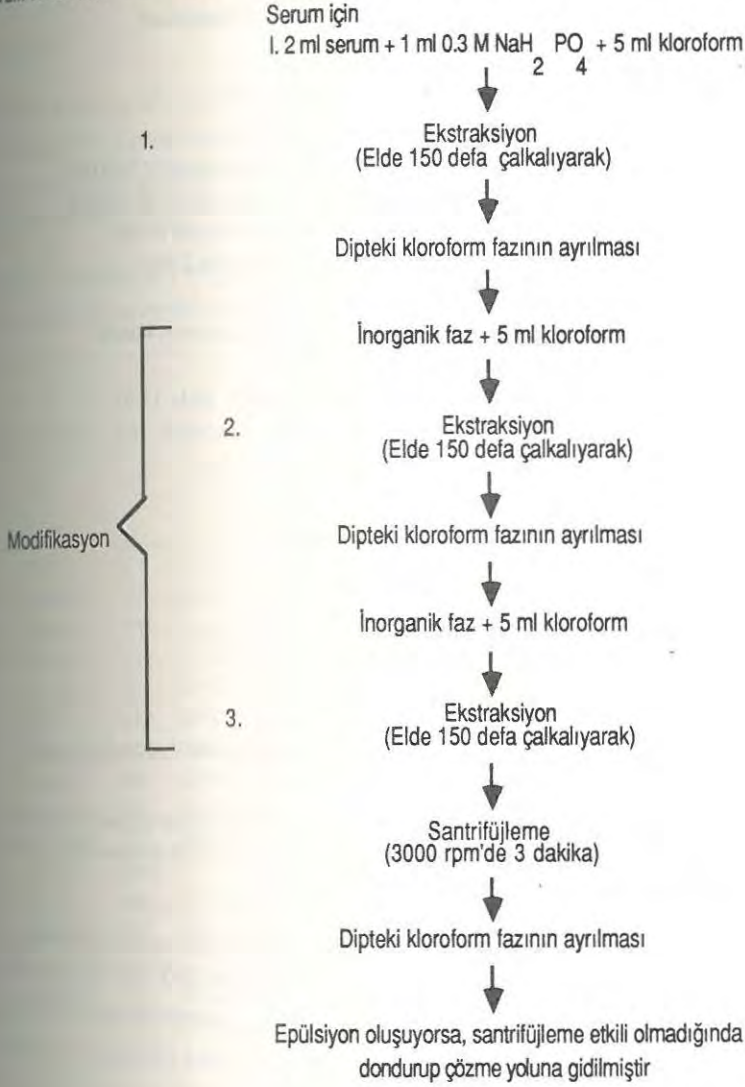 Serum için
I. 2 ml serum + 1 ml 0.3 M NaH2PO4 + 5 ml kloroform
1.
Ekstraksiyon
(Elde 150 defa çalkalıyarak)
Dipteki kloroform fazının ayrılması
İnorganik faz + 5 ml kloroform
2.
Ekstraksiyon
(Elde 150 defa çalkalıyarak)
Modifikasyon
Dipteki kloroform fazının ayrılması
İnorganik faz + 5 ml kloroform
3.
Ekstraksiyon
(Elde 150 defa çalkalıyarak)
Santrifüjleme
(3000 rpm'de 3 dakika)
Dipteki kloroform fazının ayrılması
Epülsiyon oluşuyorsa, santrifüjleme etkili olmadığında
dondurup çözme yoluna gidilmiştir